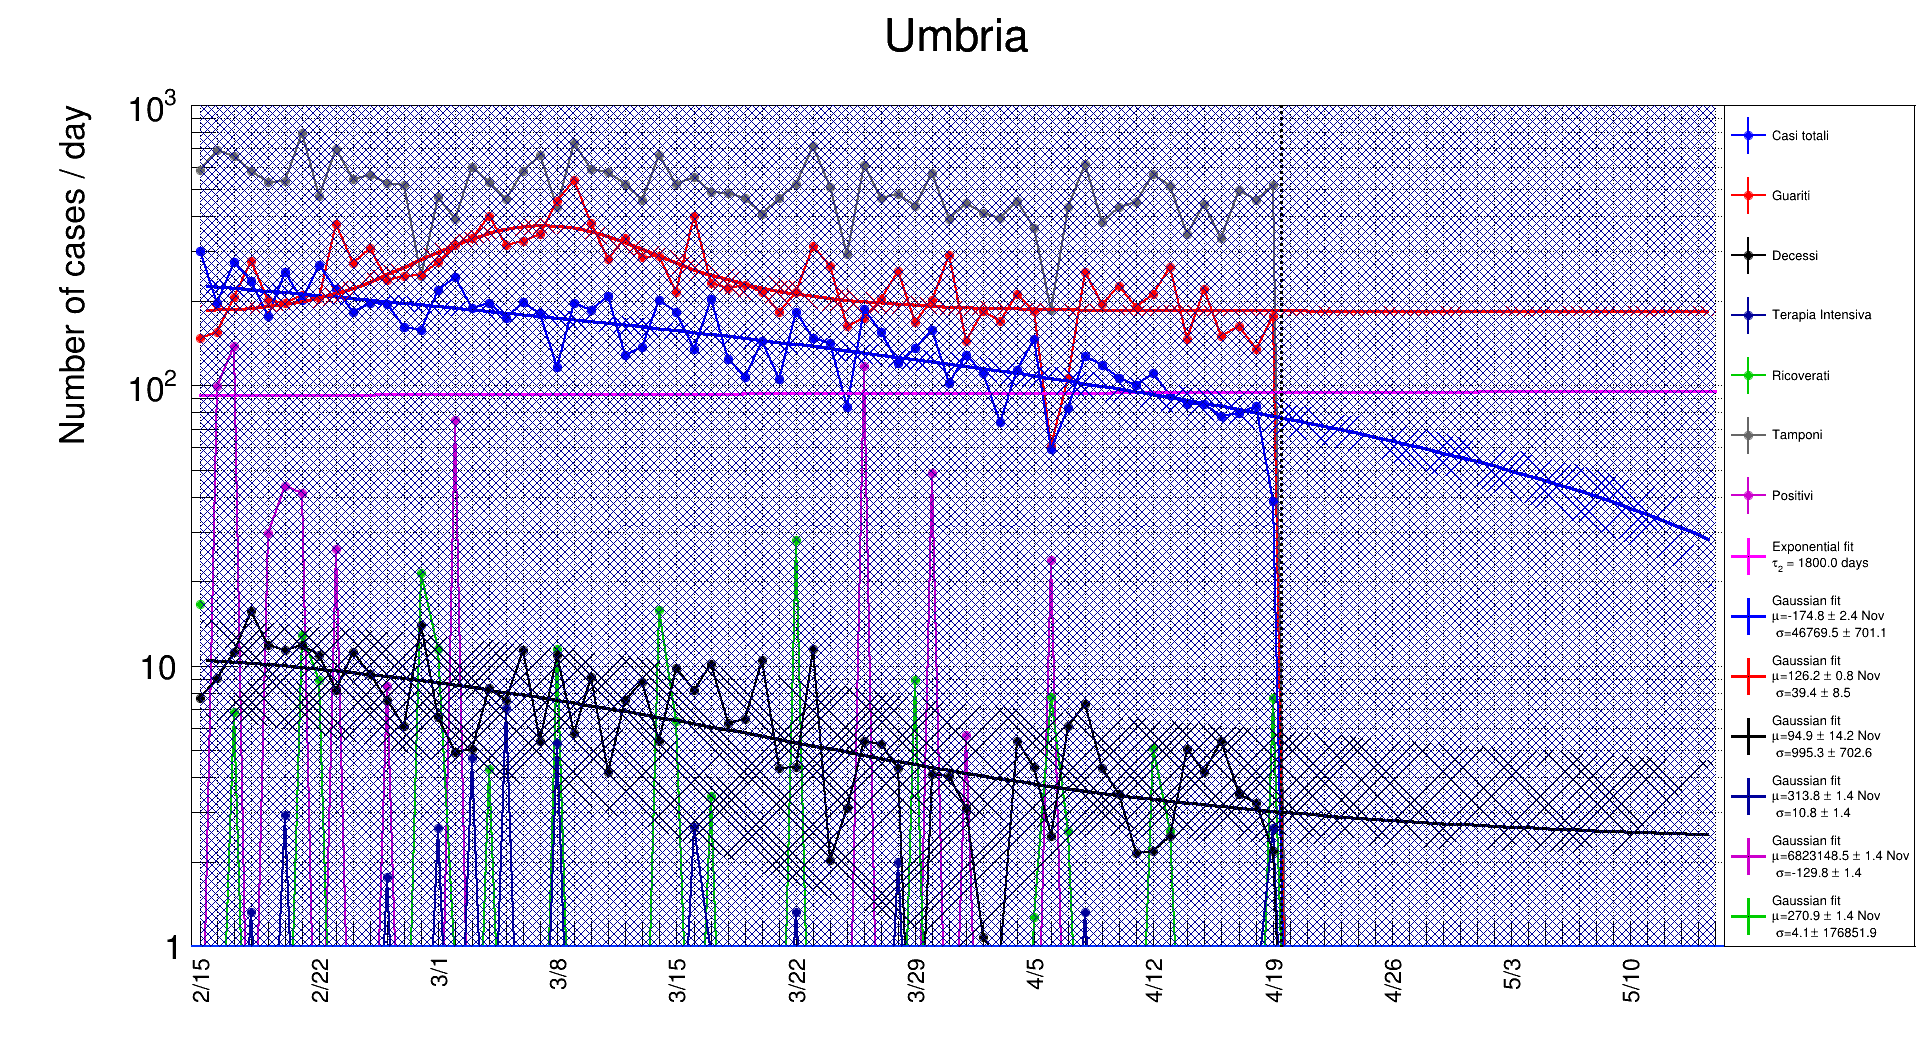 Umbria
Number of cases / day
10³
10²
10
1
2/15
2/22
3/1
3/8
3/15
3/22
3/29
4/5
4/12
4/19
4/26
5/3
5/10
Casi totali
Guariti
Decessi
Terapia Intensiva
Ricoverati
Tamponi
Positivi
Exponential fit
τ₂ = 1800.0 days
Gaussian fit
μ=-174.8 ± 2.4 Nov
σ=46769.5 ± 701.1
Gaussian fit
μ=126.2 ± 0.8 Nov
σ=39.4 ± 8.5
Gaussian fit
μ=94.9 ± 14.2 Nov
σ=995.3 ± 702.6
Gaussian fit
μ=313.8 ± 1.4 Nov
σ=10.8 ± 1.4
Gaussian fit
μ=6823148.5 ± 1.4 Nov
σ=-129.8 ± 1.4
Gaussian fit
μ=270.9 ± 1.4 Nov
σ=4.1± 176851.9